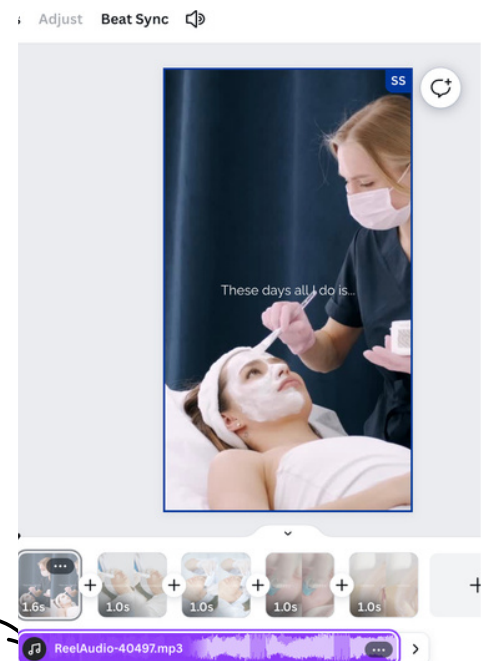 Adjust Beat Sync
SS
These days all I do is...
1.6s 1.0s 1.0s 1.0s 1.0s
ReelAudio-40497.mp3